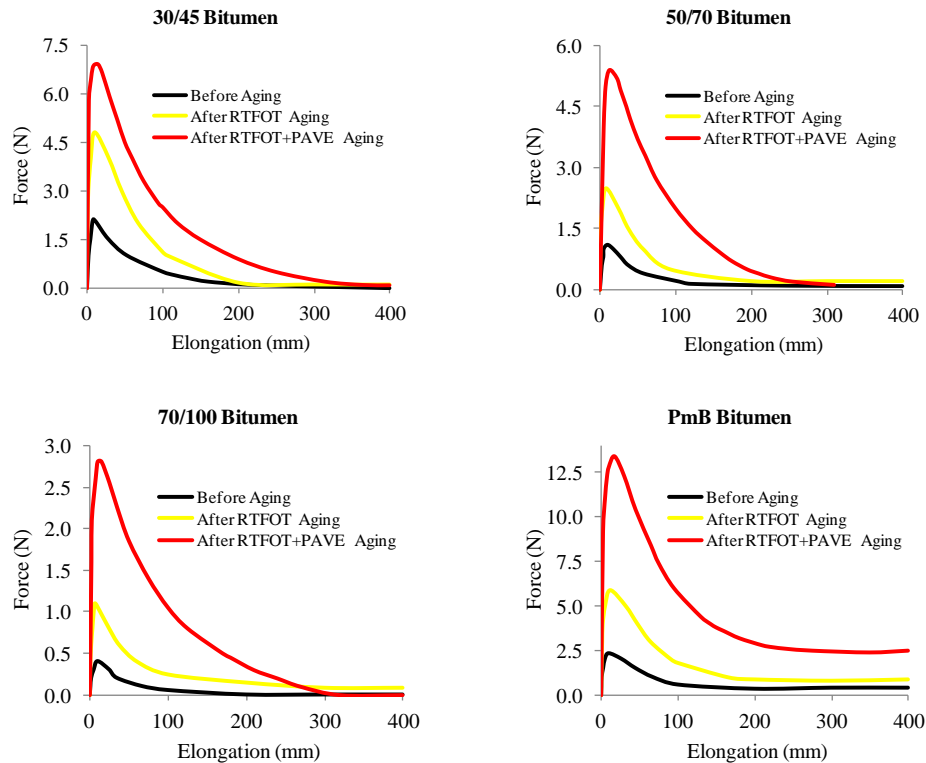 30/45 Bitumen
7.5
6.0
4.5
3.0
1.5
0.0
Force (N)
Before Aging
After RTFOT Aging
After RTFOT+PAVE Aging
0 100 200 300 400
Elongation (mm)
50/70 Bitumen
6.0
4.5
3.0
1.5
0.0
Force (N)
Before Aging
After RTFOT Aging
After RTFOT+PAVE Aging
0 100 200 300 400
Elongation (mm)
70/100 Bitumen
3.0
2.5
2.0
1.5
1.0
0.5
0.0
Force (N)
Before Aging
After RTFOT Aging
After RTFOT+PAVE Aging
0 100 200 300 400
Elongation (mm)
PmB Bitumen
12.5
10.0
7.5
5.0
2.5
0.0
Force (N)
Before Aging
After RTFOT Aging
After RTFOT+PAVE Aging
0 100 200 300 400
Elongation (mm)